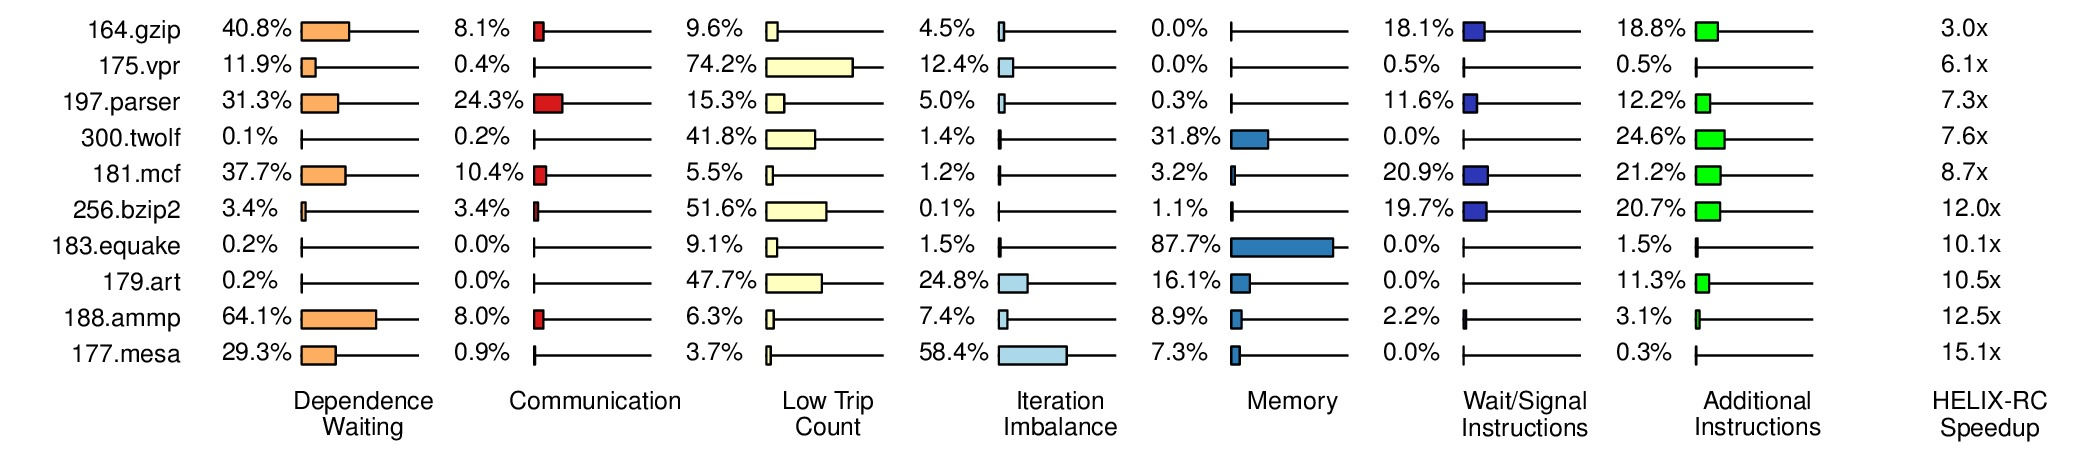 164.gzip 40.8% 8.1% 9.6% 4.5% 0.0% 18.1% 18.8% 3.0x
175.vpr 11.9% 0.4% 74.2% 12.4% 0.0% 0.5% 0.5% 6.1x
197.parser 31.3% 24.3% 15.3% 5.0% 0.3% 11.6% 12.2% 7.3x
300.twolf 0.1% 0.2% 41.8% 1.4% 31.8% 0.0% 24.6% 7.6x
181.mcf 37.7% 10.4% 5.5% 1.2% 3.2% 20.9% 21.2% 8.7x
256.bzip2 3.4% 3.4% 51.6% 0.1% 1.1% 19.7% 20.7% 12.0x
183.equake 0.2% 0.0% 9.1% 1.5% 87.7% 0.0% 1.5% 10.1x
179.art 0.2% 0.0% 47.7% 24.8% 16.1% 0.0% 11.3% 10.5x
188.ammp 64.1% 8.0% 6.3% 7.4% 8.9% 2.2% 3.1% 12.5x
177.mesa 29.3% 0.9% 3.7% 58.4% 7.3% 0.0% 0.3% 15.1x
Dependence Communication Low Trip Iteration Memory Wait/Signal Additional HELIX-RC
Waiting Count Imbalance Instructions Instructions Speedup